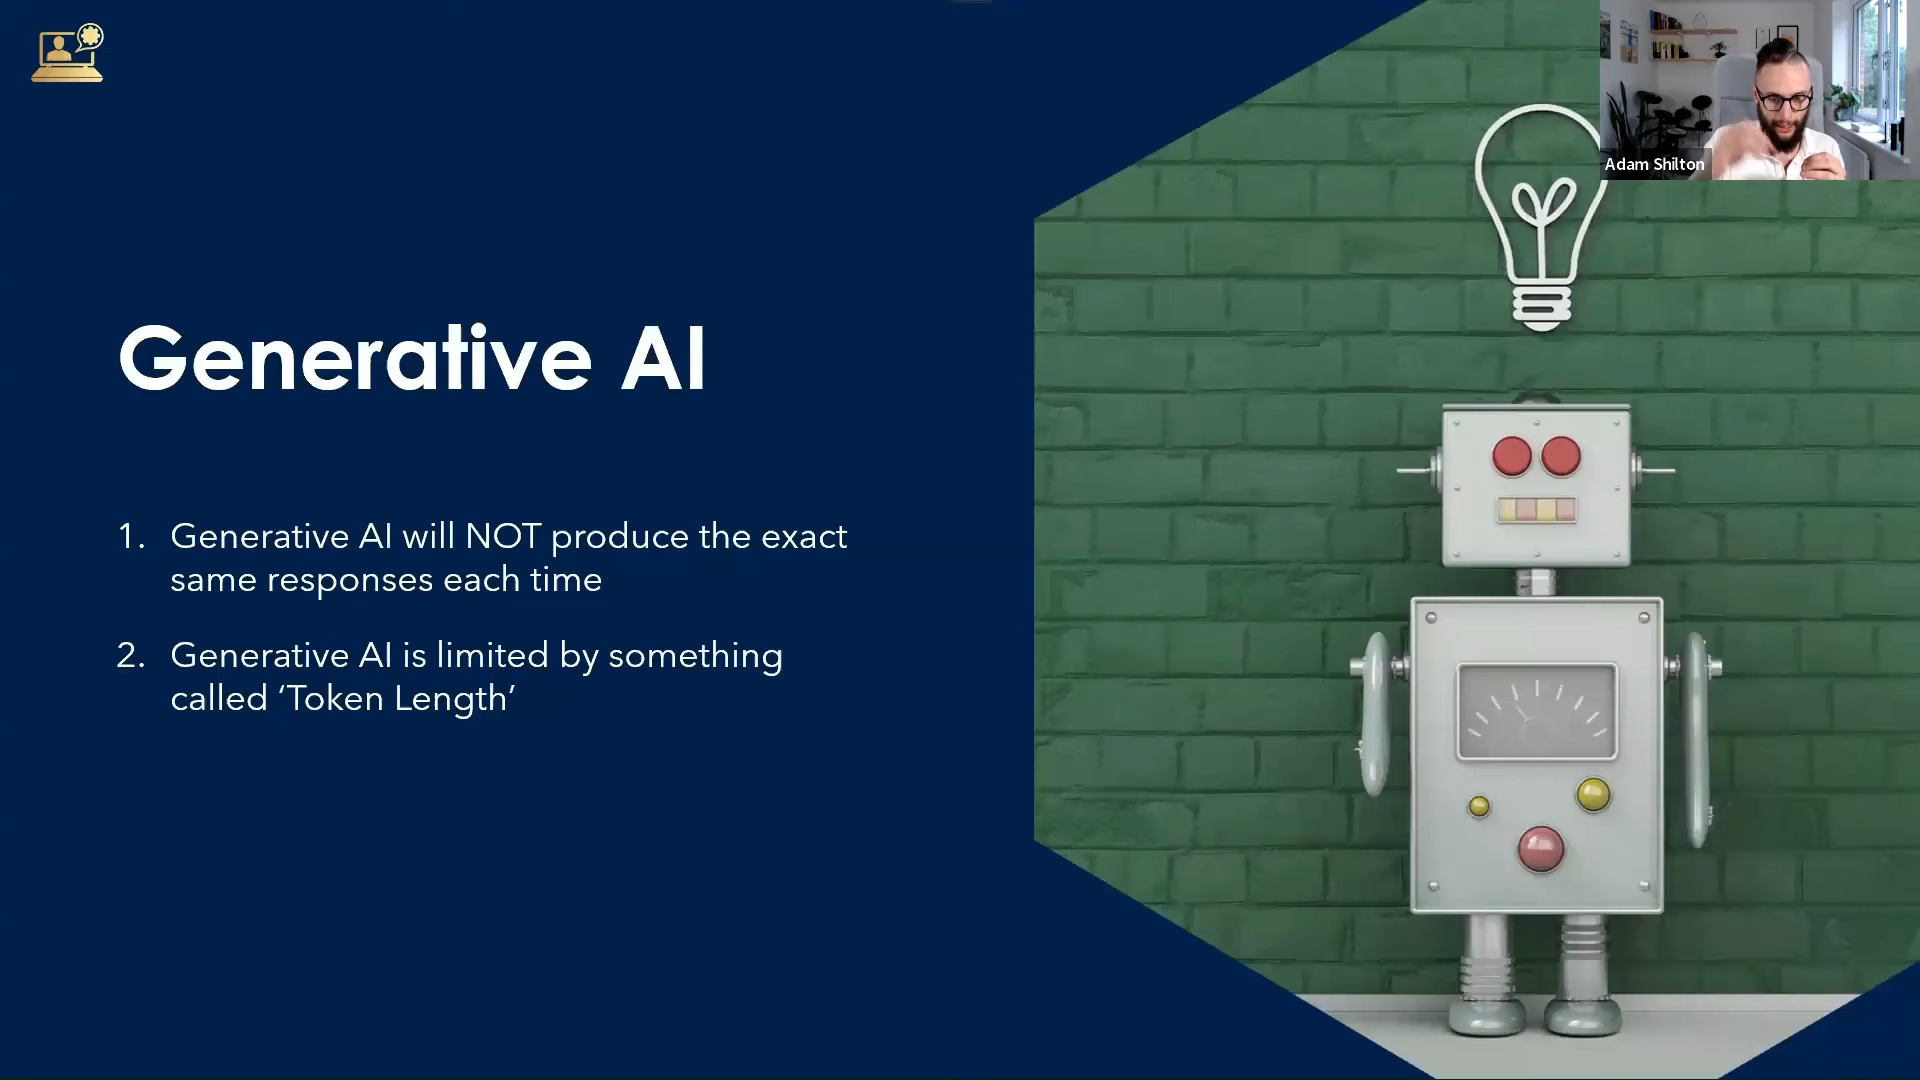 Adam Shilton
Generative AI
1. Generative AI will NOT produce the exact
same responses each time
2. Generative AI is limited by something
called ‘Token Length’